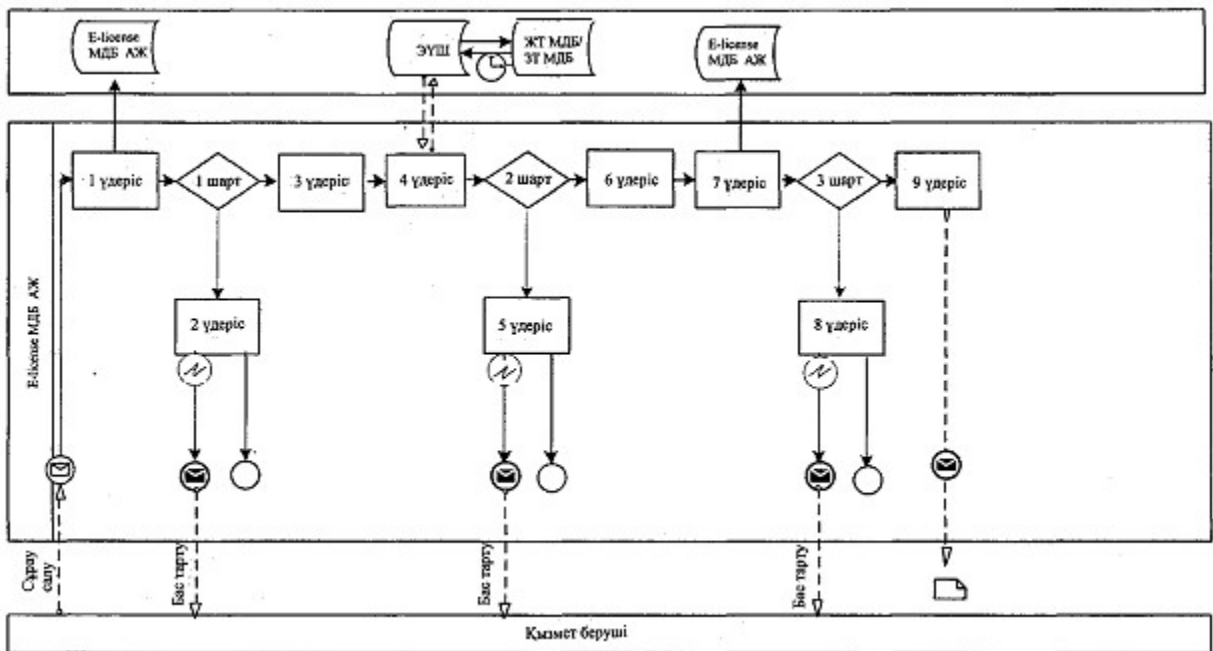 E-license
МДБ АЖ
ЭҮШ
ЖТ МДБ/
ЗТ МДБ
E-license
МДБ АЖ
1 үдеріс
1 шарт
3 үдеріс
4 үдеріс
2 шарт
6 үдеріс
7 үдеріс
3 шарт
9 үдеріс
E-license МДБ АЖ
2 үдеріс
5 үдеріс
8 үдеріс
Сұрау
салу
Бас тарту
Бас тарту
Бас тарту
Қызмет беруші